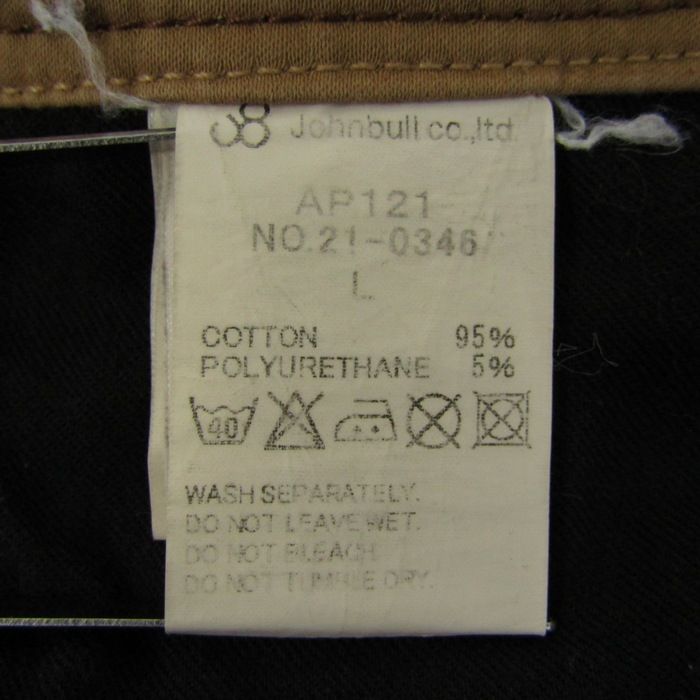 Johnbull co.,ltd.
AP121
NO.21-0346
L
COTTON 95%
POLYURETHANE 5%
40
WASH SEPARATELY.
DO NOT LEAVE WET.
DO NOT BLEACH.
DO NOT TUMBLE DRY.